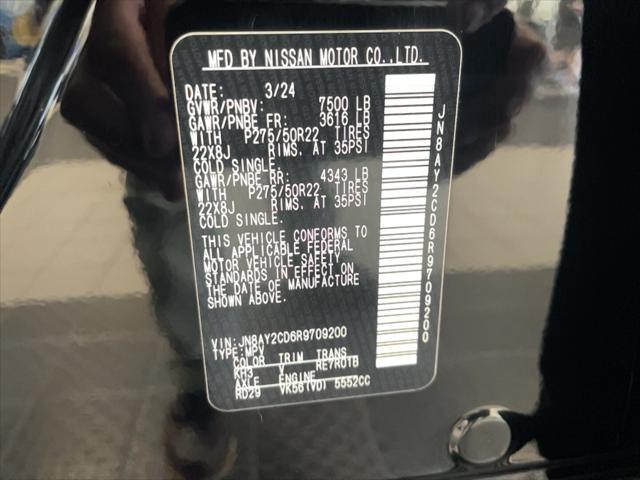 MFD BY NISSAN MOTOR CO.,LTD.
DATE: 3/24
GVWR/PNBV: 7500 LB
GAWR/PNBE FR: 3616 LB
WITH P275/50R22 TIRES
22X8J RIMS, AT 35PSI
COLD SINGLE.
GAWR/PNBE RR: 4343 LB
WITH P275/50R22 TIRES
22X8J RIMS, AT 35PSI
COLD SINGLE.
THIS VEHICLE CONFORMS TO
ALL APPLICABLE FEDERAL
MOTOR VEHICLE SAFETY
STANDARDS IN EFFECT ON
THE DATE OF MANUFACTURE
SHOWN ABOVE.
VIN: JN8AY2CD6R9709200
TYPE: MPV
COLOR TRIM TRANS
KH3 V RE7R01B
AXLE ENGINE
RD29 VK56(VD) 5552CC
JN8AY2CD6R9709200